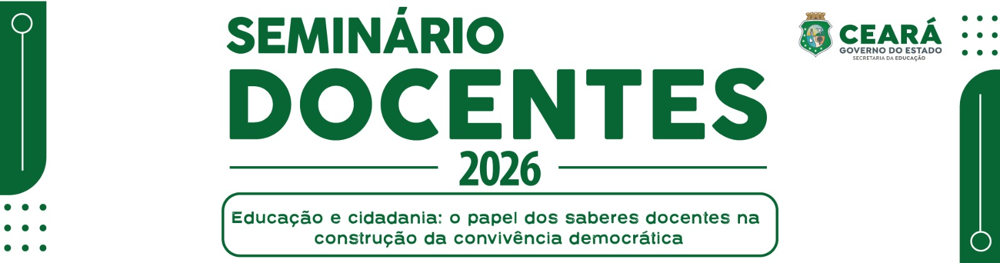 SEMINÁRIO
DOCENTES
2026
Educação e cidadania: o papel dos saberes docentes na
construção da convivência democrática
CEARÁ
GOVERNO DO ESTADO
SECRETARIA DA EDUCAÇÃO